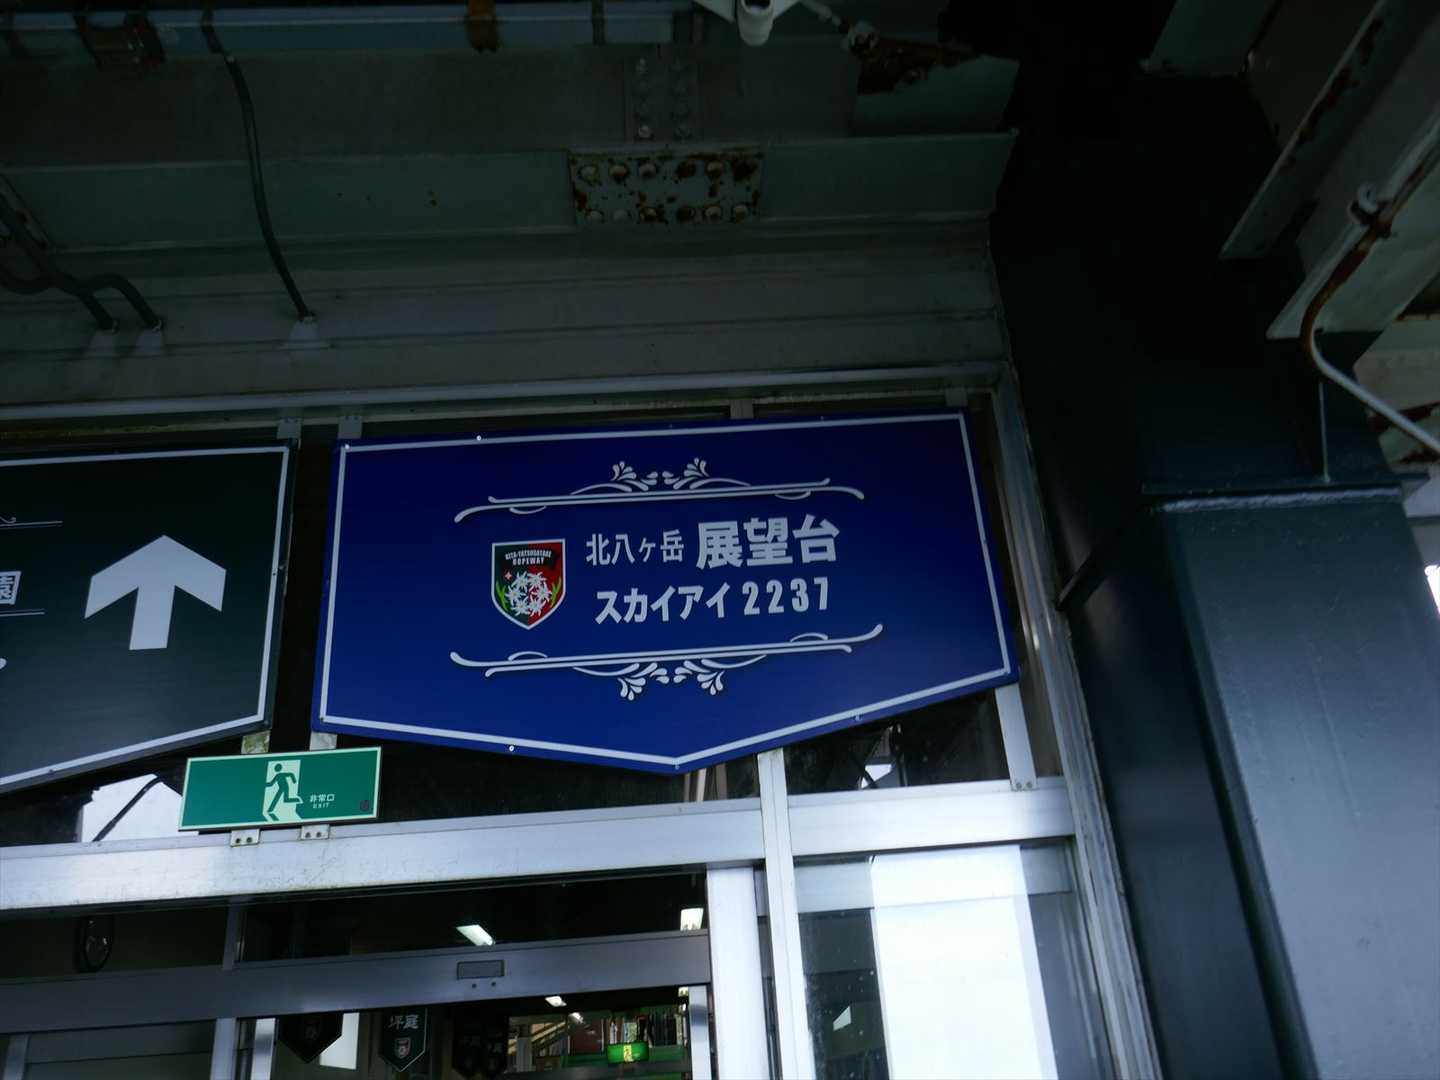 園
KITA-YATSUGATAKE
ROPEWAY
北八ヶ岳 展望台
スカイアイ 2237
非常口
EXIT
坪庭